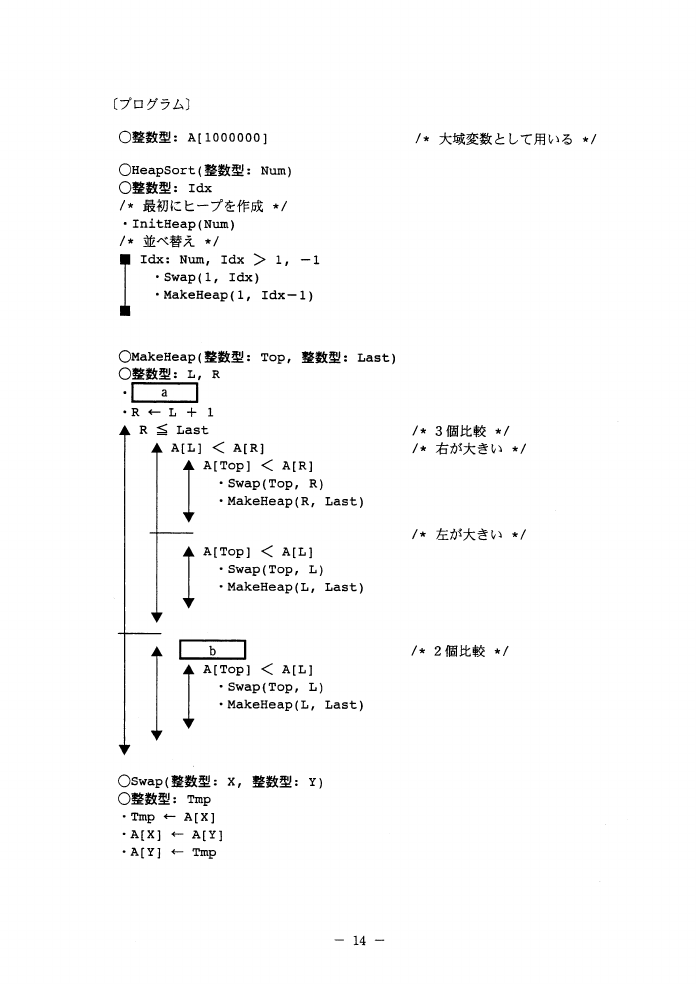 〔プログラム〕
○整数型: A[1000000] /* 大域変数として用いる */
○HeapSort(整数型: Num)
○整数型: Idx
/* 最初にヒープを作成 */
・InitHeap(Num)
/* 並べ替え */
■ Idx: Num, Idx > 1, −1
・Swap(1, Idx)
・MakeHeap(1, Idx−1)
■
○MakeHeap(整数型: Top, 整数型: Last)
○整数型: L, R
・ a
・R ← L + 1
▲ R ≦ Last /* 3個比較 */
▲ A[L] < A[R] /* 右が大きい */
▲ A[Top] < A[R]
・Swap(Top, R)
・MakeHeap(R, Last)
▼
/* 左が大きい */
▲ A[Top] < A[L]
・Swap(Top, L)
・MakeHeap(L, Last)
▼
▼
▲ b /* 2個比較 */
▲ A[Top] < A[L]
・Swap(Top, L)
・MakeHeap(L, Last)
▼
▼
▼
○Swap(整数型: X, 整数型: Y)
○整数型: Tmp
・Tmp ← A[X]
・A[X] ← A[Y]
・A[Y] ← Tmp
− 14 −